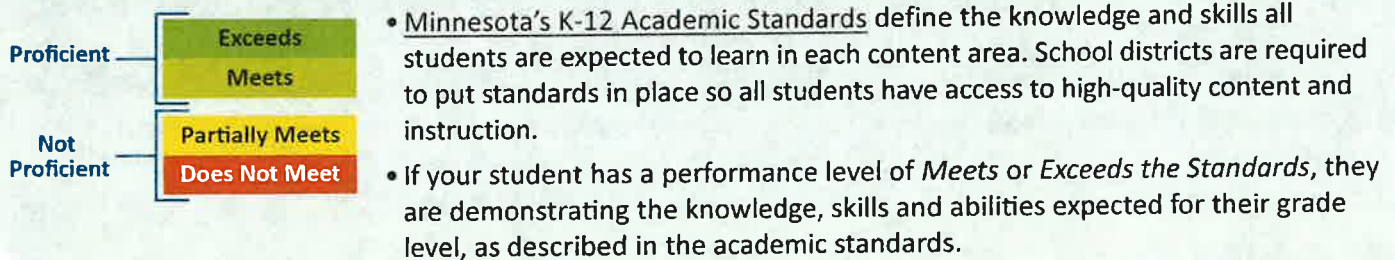 Proficient
Exceeds
Meets
Not
Proficient
Partially Meets
Does Not Meet
• Minnesota's K-12 Academic Standards define the knowledge and skills all
students are expected to learn in each content area. School districts are required
to put standards in place so all students have access to high-quality content and
instruction.
• If your student has a performance level of Meets or Exceeds the Standards, they
are demonstrating the knowledge, skills and abilities expected for their grade
level, as described in the academic standards.